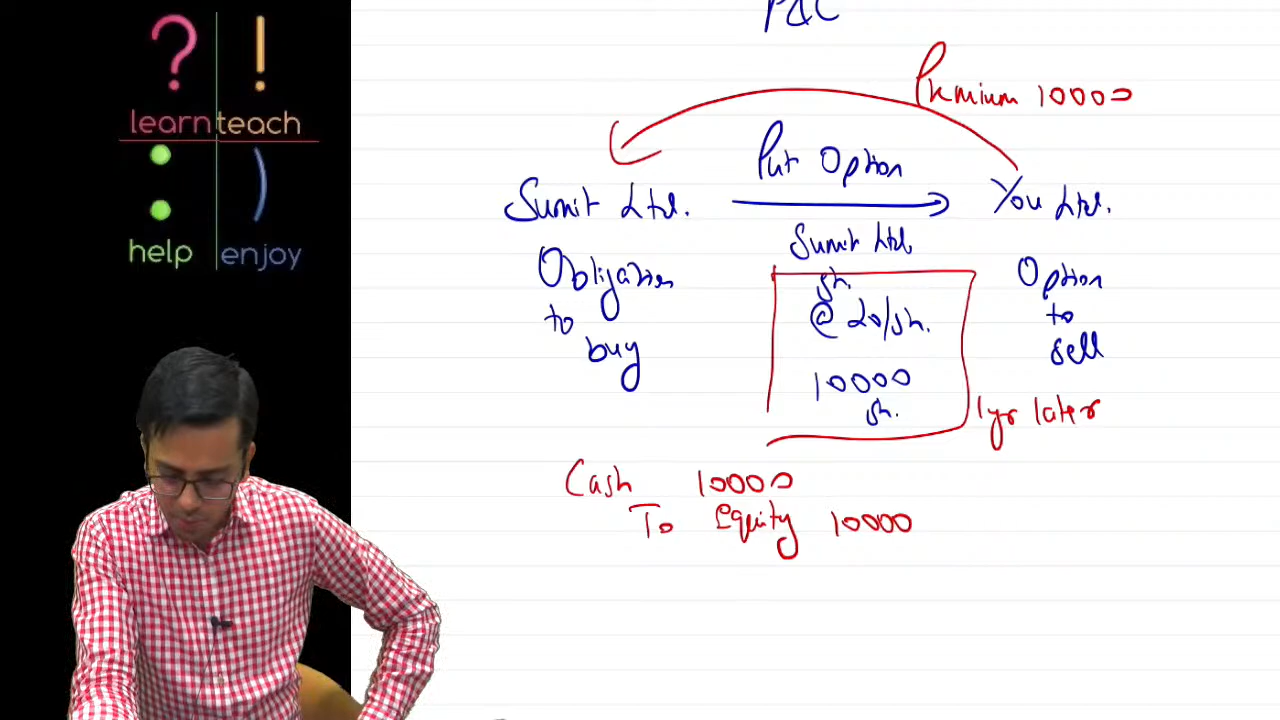 ?
!
learn teach
help enjoy
Premium 10000
Put Option
Sumit Ltd.
You Ltd.
Sumit Ltd.
sh.
@ 20/sh.
10000
sh.
Obligation
to
buy
Option
to
sell
1yr later
Cash 10000
To Equity 10000